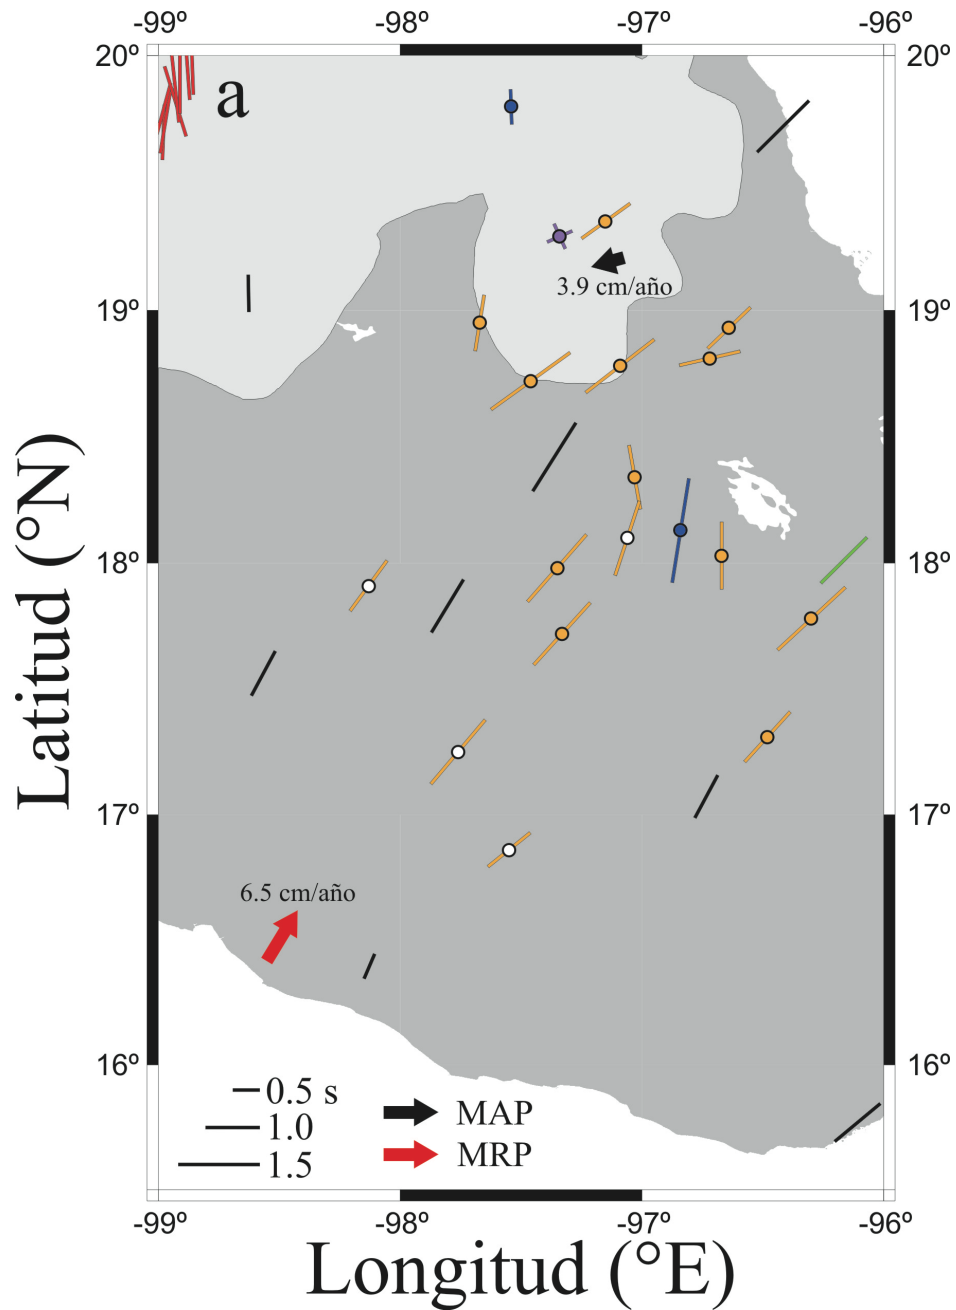 -99º -98º -97º -96º
20º 20º
a
3.9 cm/año
19º 19º
18º 18º
Latitud (°N)
17º 17º
6.5 cm/año
16º 16º
0.5 s
1.0
1.5
MAP
MRP
-99º -98º -97º -96º
Longitud (°E)